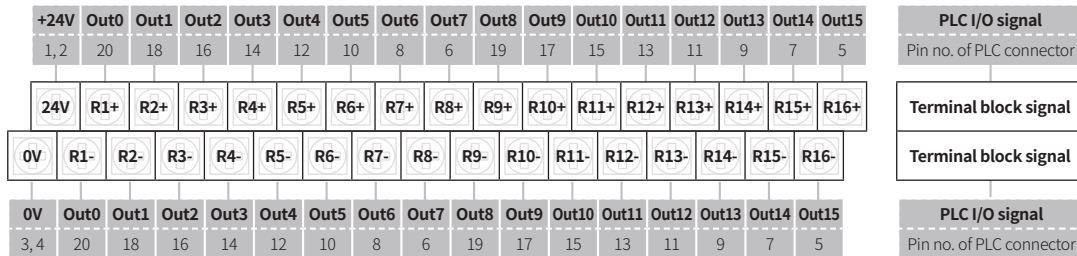 +24V Out0 Out1 Out2 Out3 Out4 Out5 Out6 Out7 Out8 Out9 Out10 Out11 Out12 Out13 Out14 Out15 PLC I/O signal
1, 2 20 18 16 14 12 10 8 6 19 17 15 13 11 9 7 5 Pin no. of PLC connector
24V R1+ R2+ R3+ R4+ R5+ R6+ R7+ R8+ R9+ R10+ R11+ R12+ R13+ R14+ R15+ R16+ Terminal block signal
0V R1- R2- R3- R4- R5- R6- R7- R8- R9- R10- R11- R12- R13- R14- R15- R16- Terminal block signal
0V Out0 Out1 Out2 Out3 Out4 Out5 Out6 Out7 Out8 Out9 Out10 Out11 Out12 Out13 Out14 Out15 PLC I/O signal
3, 4 20 18 16 14 12 10 8 6 19 17 15 13 11 9 7 5 Pin no. of PLC connector